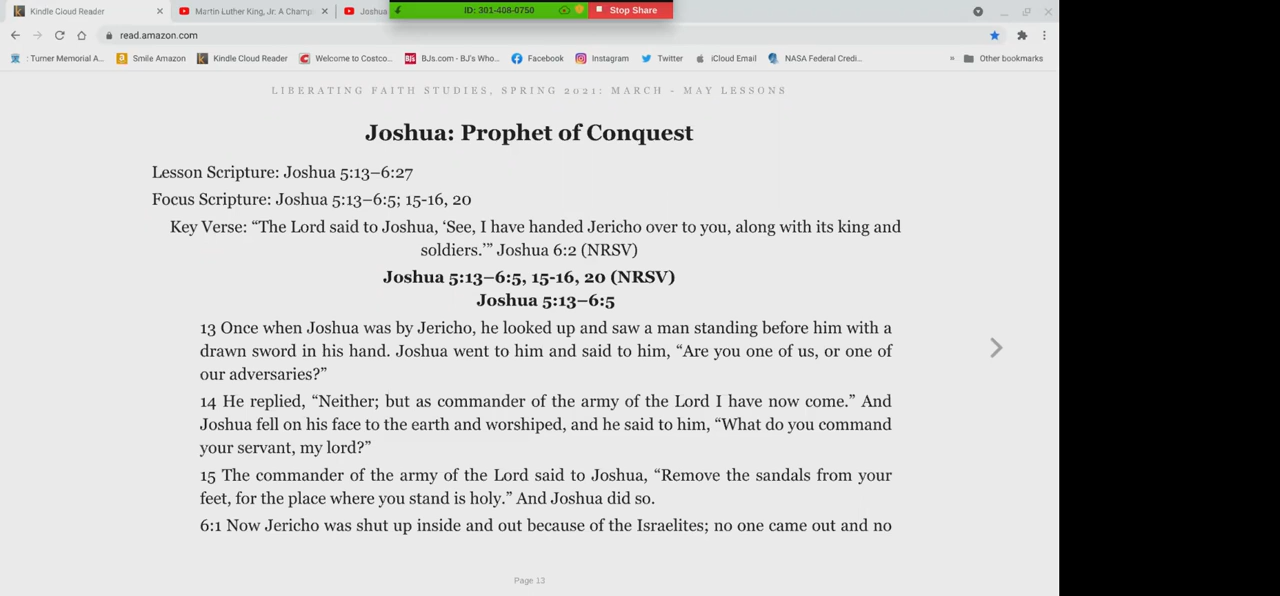 Kindle Cloud Reader
Martin Luther King, Jr. A Champ
Joshua
ID: 301-408-0750
Stop Share
read.amazon.com
: Turner Memorial A...
Smile Amazon
Kindle Cloud Reader
Welcome to Costco...
BJs.com - BJ's Who...
Facebook
Instagram
Twitter
iCloud Email
NASA Federal Credi...
Other bookmarks
LIBERATING FAITH STUDIES, SPRING 2021: MARCH - MAY LESSONS
Joshua: Prophet of Conquest
Lesson Scripture: Joshua 5:13–6:27
Focus Scripture: Joshua 5:13–6:5; 15-16, 20
Key Verse: “The Lord said to Joshua, ‘See, I have handed Jericho over to you, along with its king and
soldiers.’” Joshua 6:2 (NRSV)
Joshua 5:13–6:5, 15-16, 20 (NRSV)
Joshua 5:13–6:5
13 Once when Joshua was by Jericho, he looked up and saw a man standing before him with a
drawn sword in his hand. Joshua went to him and said to him, “Are you one of us, or one of
our adversaries?”
14 He replied, “Neither; but as commander of the army of the Lord I have now come.” And
Joshua fell on his face to the earth and worshiped, and he said to him, “What do you command
your servant, my lord?”
15 The commander of the army of the Lord said to Joshua, “Remove the sandals from your
feet, for the place where you stand is holy.” And Joshua did so.
6:1 Now Jericho was shut up inside and out because of the Israelites; no one came out and no
Page 13